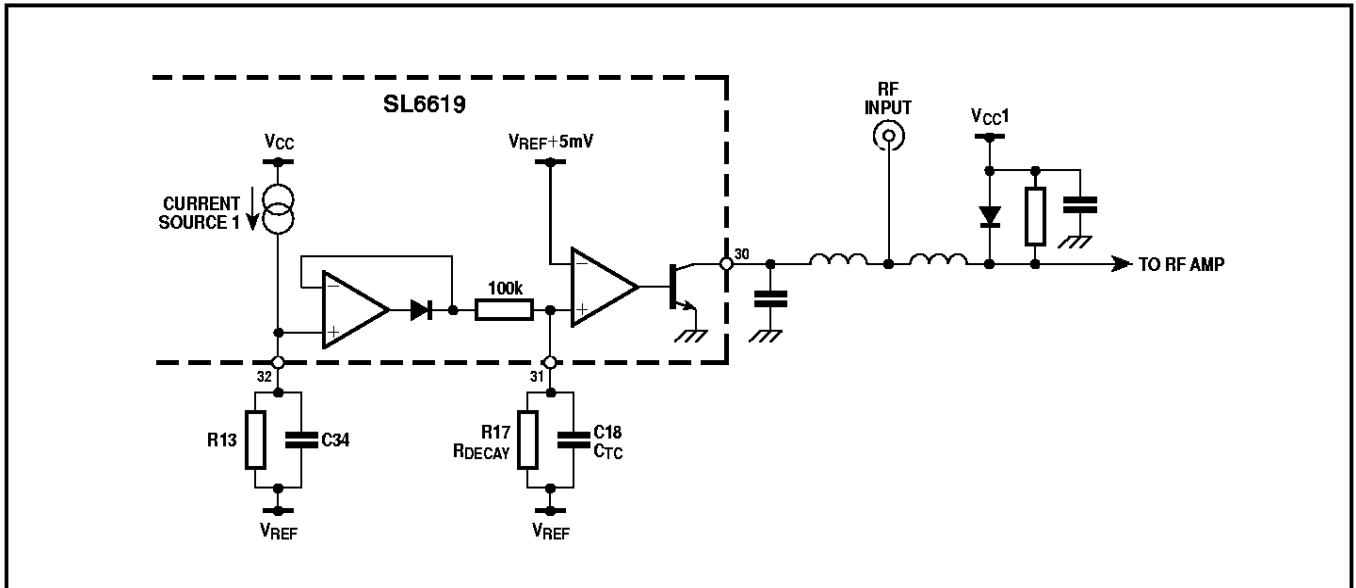 SL6619
RF
INPUT
VCC1
VCC
VREF+5mV
CURRENT
SOURCE 1
−
+
100k
−
+
30
TO RF AMP
32
31
R13
C34
R17
RDECAY
C18
CTC
VREF
VREF